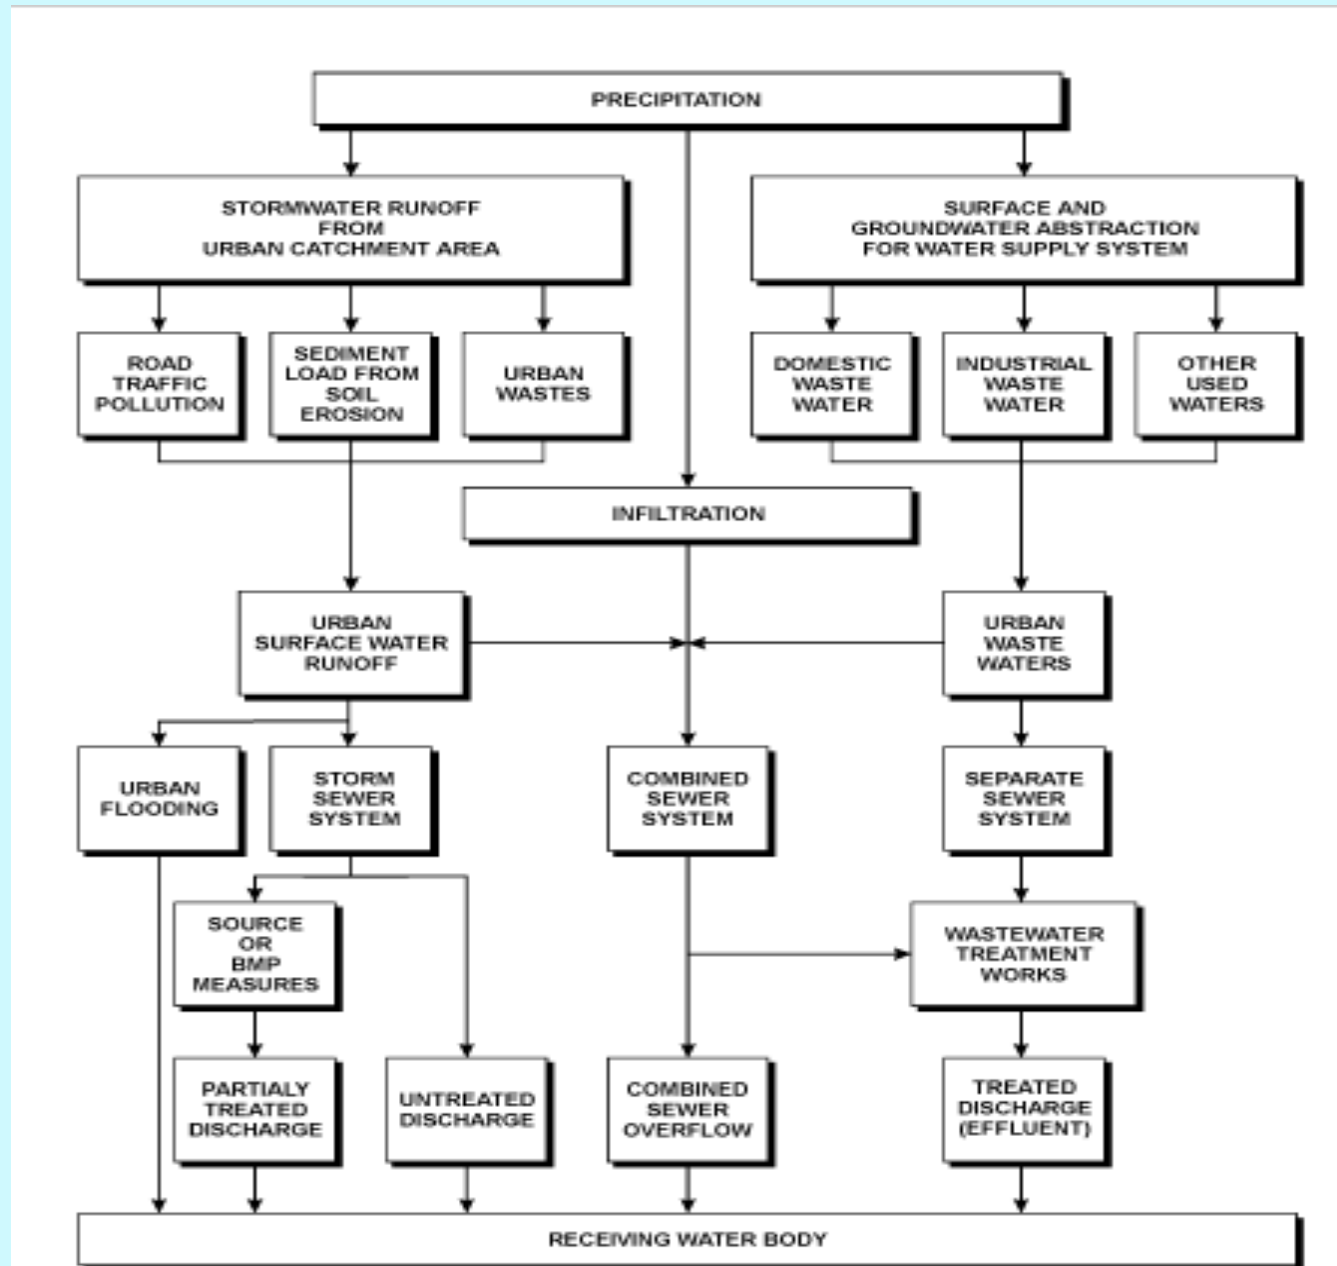 PRECIPITATION
STORMWATER RUNOFF
FROM
URBAN CATCHMENT AREA
SURFACE AND
GROUNDWATER ABSTRACTION
FOR WATER SUPPLY SYSTEM
ROAD
TRAFFIC
POLLUTION
SEDIMENT
LOAD FROM
SOIL
EROSION
URBAN
WASTES
DOMESTIC
WASTE
WATER
INDUSTRIAL
WASTE
WATER
OTHER
USED
WATERS
INFILTRATION
URBAN
SURFACE WATER
RUNOFF
URBAN
WASTE
WATERS
URBAN
FLOODING
STORM
SEWER
SYSTEM
COMBINED
SEWER
SYSTEM
SEPARATE
SEWER
SYSTEM
SOURCE
OR
BMP
MEASURES
WASTEWATER
TREATMENT
WORKS
PARTIALY
TREATED
DISCHARGE
UNTREATED
DISCHARGE
COMBINED
SEWER
OVERFLOW
TREATED
DISCHARGE
(EFFLUENT)
RECEIVING WATER BODY